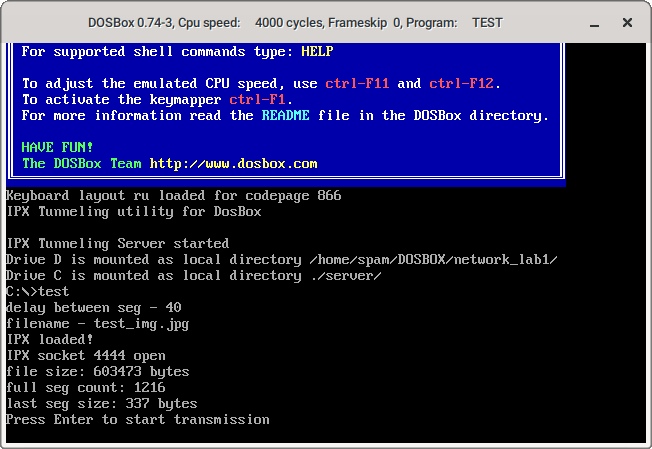 DOSBox 0.74-3, Cpu speed: 4000 cycles, Frameskip 0, Program: TEST
For supported shell commands type: HELP
To adjust the emulated CPU speed, use ctrl-F11 and ctrl-F12.
To activate the keymapper ctrl-F1.
For more information read the README file in the DOSBox directory.
HAVE FUN!
The DOSBox Team http://www.dosbox.com
Keyboard layout ru loaded for codepage 866
IPX Tunneling utility for DosBox
IPX Tunneling Server started
Drive D is mounted as local directory /home/spam/DOSBOX/network_lab1/
Drive C is mounted as local directory ./server/
C:\>test
delay between seg - 40
filename - test_img.jpg
IPX loaded!
IPX socket 4444 open
file size: 603473 bytes
full seg count: 1216
last seg size: 337 bytes
Press Enter to start transmission